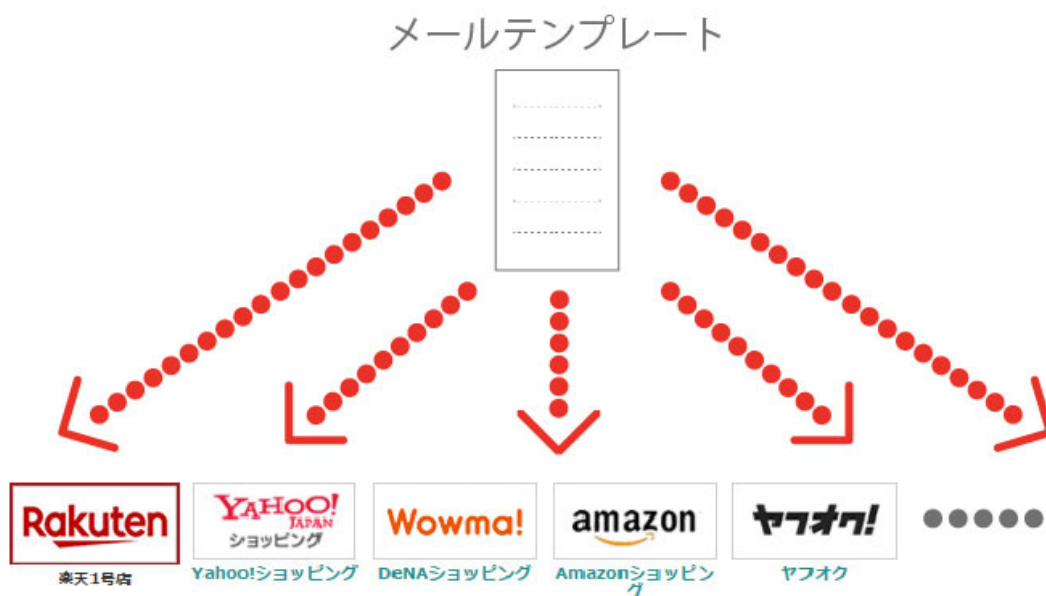 メールテンプレート
Rakuten
YAHOO!
JAPAN
ショッピング
Wowma!
amazon
ヤフオク!
楽天1号店
Yahoo!ショッピング
DeNAショッピング
Amazonショッピン
グ
ヤフオク